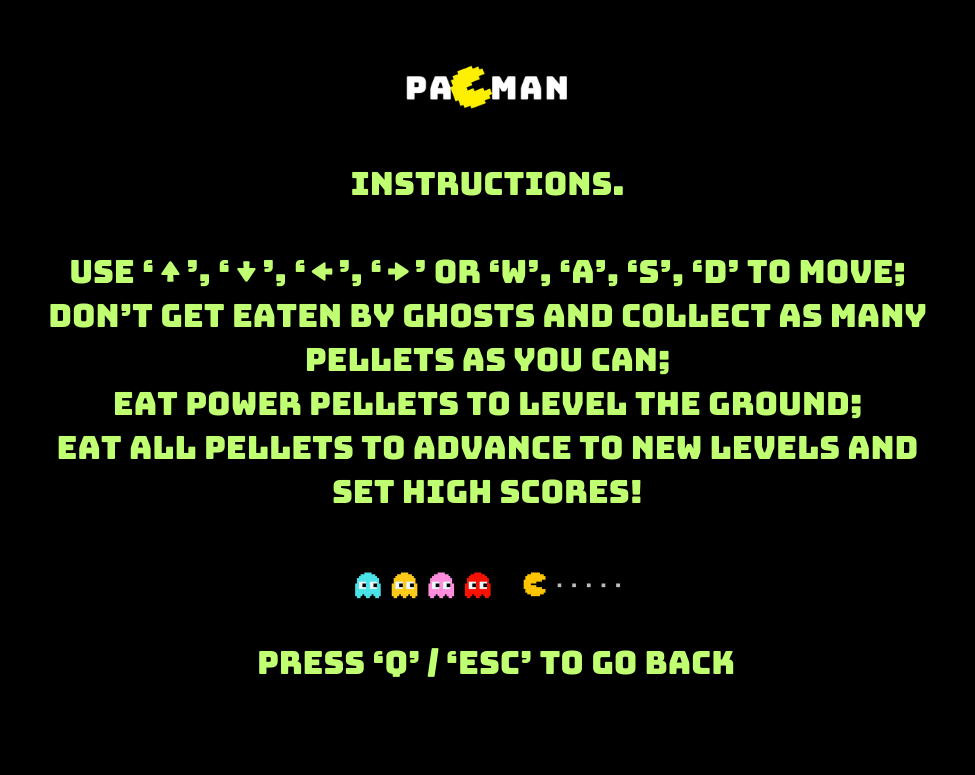 PACMAN
INSTRUCTIONS.
USE ‘↑’, ‘↓’, ‘←’, ‘→’ OR ‘W’, ‘A’, ‘S’, ‘D’ TO MOVE;
DON’T GET EATEN BY GHOSTS AND COLLECT AS MANY
PELLETS AS YOU CAN;
EAT POWER PELLETS TO LEVEL THE GROUND;
EAT ALL PELLETS TO ADVANCE TO NEW LEVELS AND
SET HIGH SCORES!
PRESS ‘Q’ / ‘ESC’ TO GO BACK